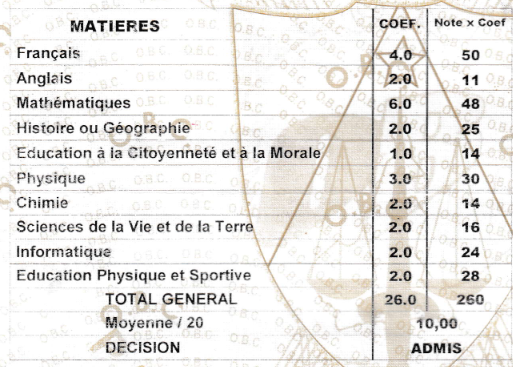 MATIERES COEF. Note x Coef
Français 4.0 50
Anglais 2.0 11
Mathématiques 6.0 48
Histoire ou Géographie 2.0 25
Education à la Citoyenneté et à la Morale 1.0 14
Physique 3.0 30
Chimie 2.0 14
Sciences de la Vie et de la Terre 2.0 16
Informatique 2.0 24
Education Physique et Sportive 2.0 28
TOTAL GENERAL 26.0 260
Moyenne / 20 10,00
DECISION ADMIS
O.B.C.